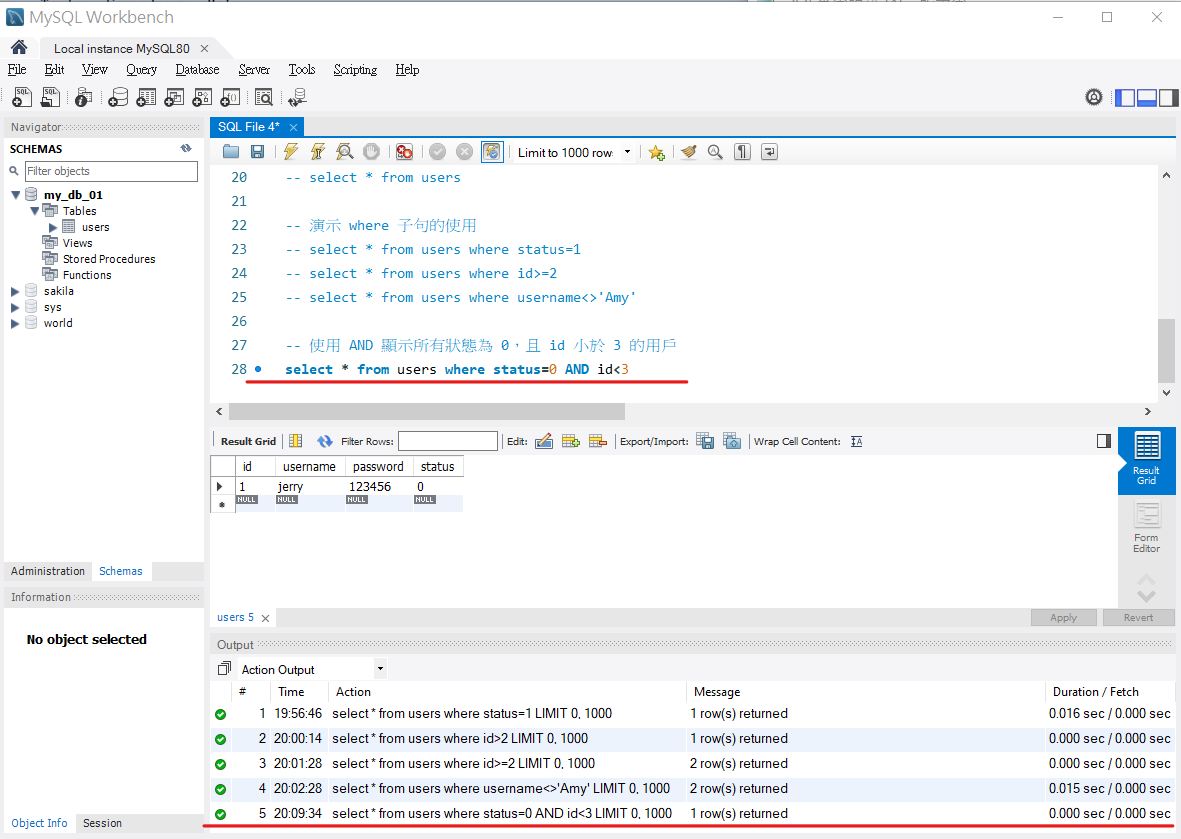 MySQL Workbench
Local instance MySQL80
File Edit View Query Database Server Tools Scripting Help
Navigator
SCHEMAS
Filter objects
my_db_01
Tables
users
Views
Stored Procedures
Functions
sakila
sys
world
Administration Schemas
Information
No object selected
Object Info Session
SQL File 4*
Limit to 1000 row
20 -- select * from users
21
22 -- 演示 where 子句的使用
23 -- select * from users where status=1
24 -- select * from users where id>=2
25 -- select * from users where username<>'Amy'
26
27 -- 使用 AND 顯示所有狀態為 0，且 id 小於 3 的用戶
28 select * from users where status=0 AND id<3
Result Grid Filter Rows: Edit: Export/Import: Wrap Cell Content:
id username password status
1 jerry 123456 0
NULL NULL NULL NULL
Result Grid
Form Editor
users 5
Apply Revert
Output
Action Output
# Time Action Message Duration / Fetch
1 19:56:46 select * from users where status=1 LIMIT 0, 1000 1 row(s) returned 0.016 sec / 0.000 sec
2 20:00:14 select * from users where id>2 LIMIT 0, 1000 1 row(s) returned 0.000 sec / 0.000 sec
3 20:01:28 select * from users where id>=2 LIMIT 0, 1000 2 row(s) returned 0.000 sec / 0.000 sec
4 20:02:28 select * from users where username<>'Amy' LIMIT 0, 1000 2 row(s) returned 0.015 sec / 0.000 sec
5 20:09:34 select * from users where status=0 AND id<3 LIMIT 0, 1000 1 row(s) returned 0.000 sec / 0.000 sec